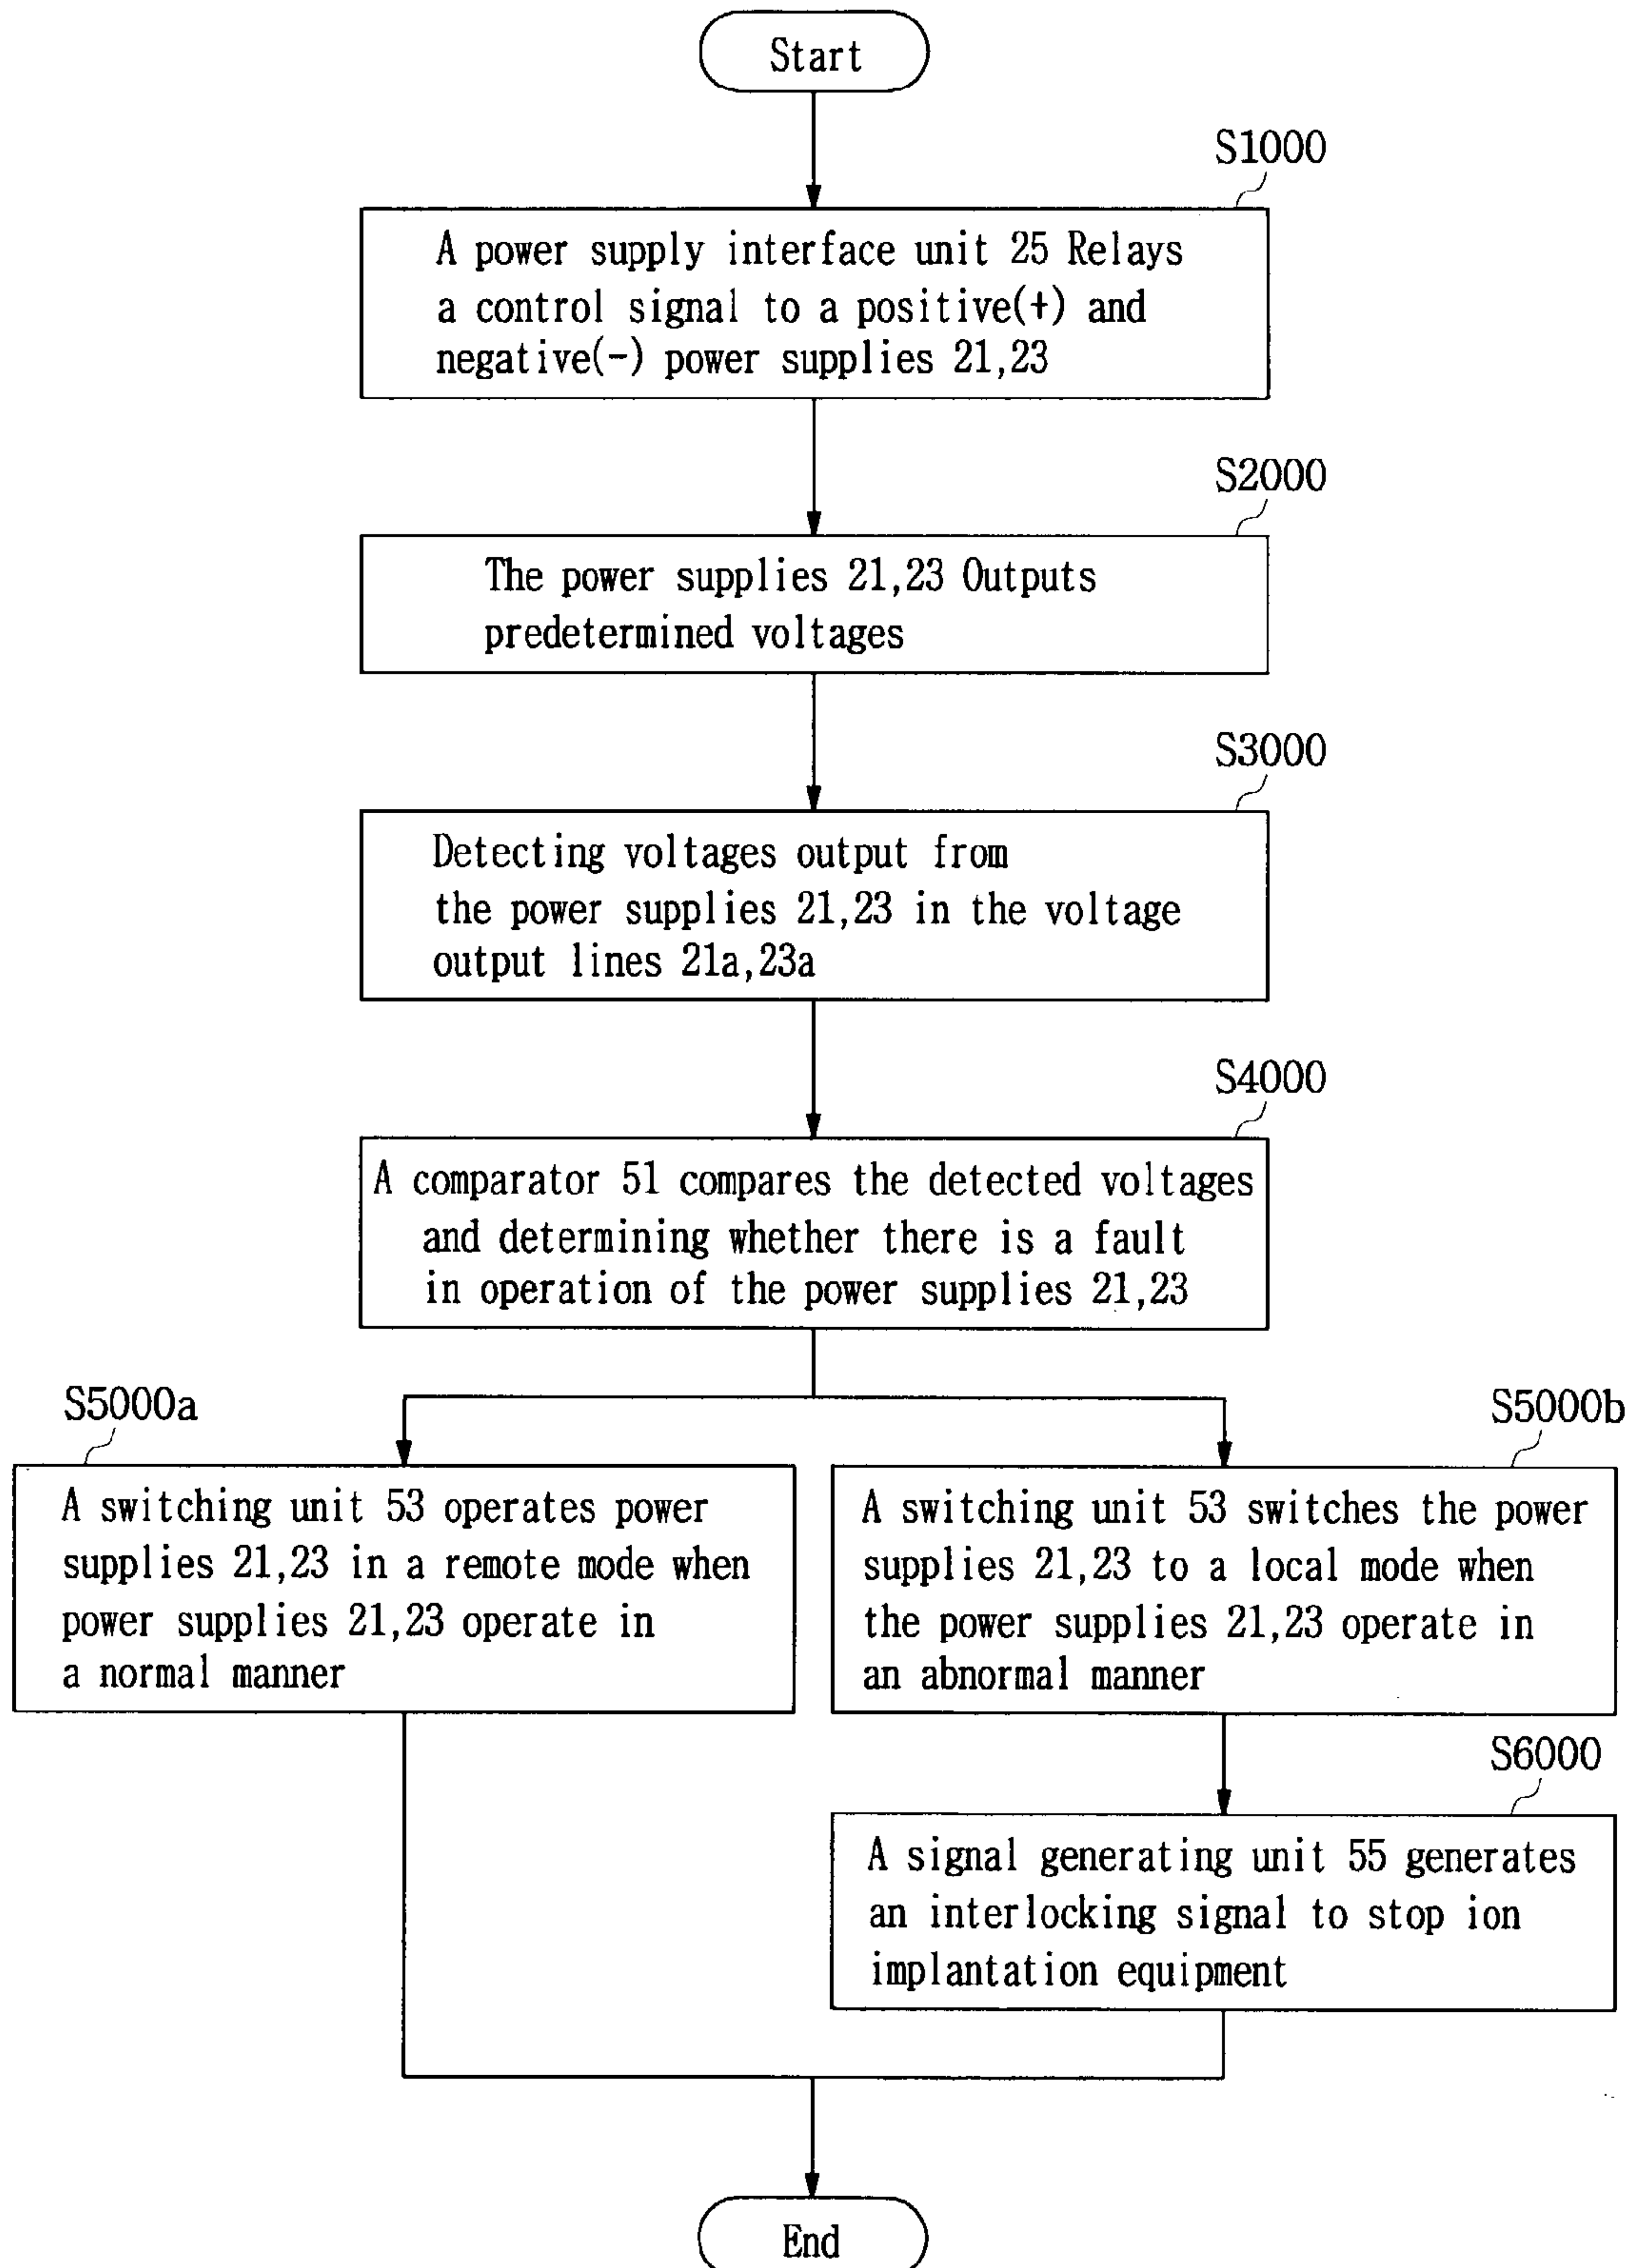 Start
S1000
A power supply interface unit 25 Relays
a control signal to a positive(+) and
negative(-) power supplies 21,23
S2000
The power supplies 21,23 Outputs
predetermined voltages
S3000
Detecting voltages output from
the power supplies 21,23 in the voltage
output lines 21a,23a
S4000
A comparator 51 compares the detected voltages
and determining whether there is a fault
in operation of the power supplies 21,23
S5000a
A switching unit 53 operates power
supplies 21,23 in a remote mode when
power supplies 21,23 operate in
a normal manner
S5000b
A switching unit 53 switches the power
supplies 21,23 to a local mode when
the power supplies 21,23 operate in
an abnormal manner
S6000
A signal generating unit 55 generates
an interlocking signal to stop ion
implantation equipment
End